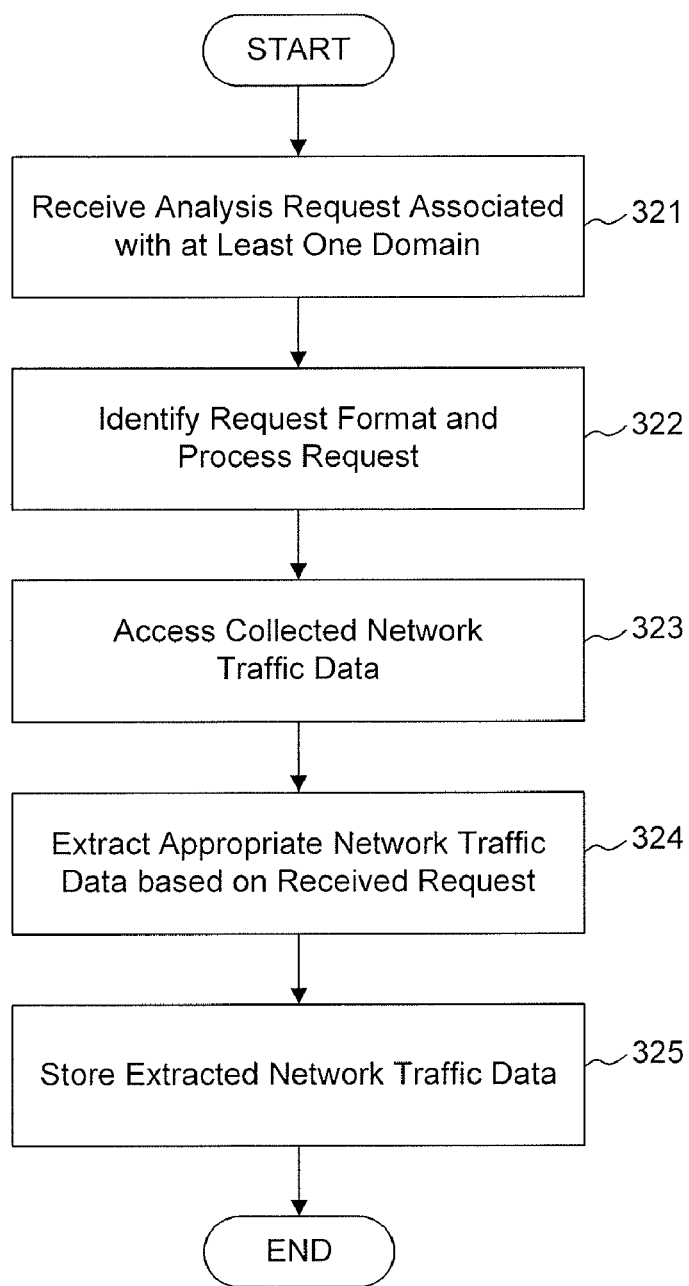 START
Receive Analysis Request Associated
with at Least One Domain
321
Identify Request Format and
Process Request
322
Access Collected Network
Traffic Data
323
Extract Appropriate Network Traffic
Data based on Received Request
324
Store Extracted Network Traffic Data
325
END